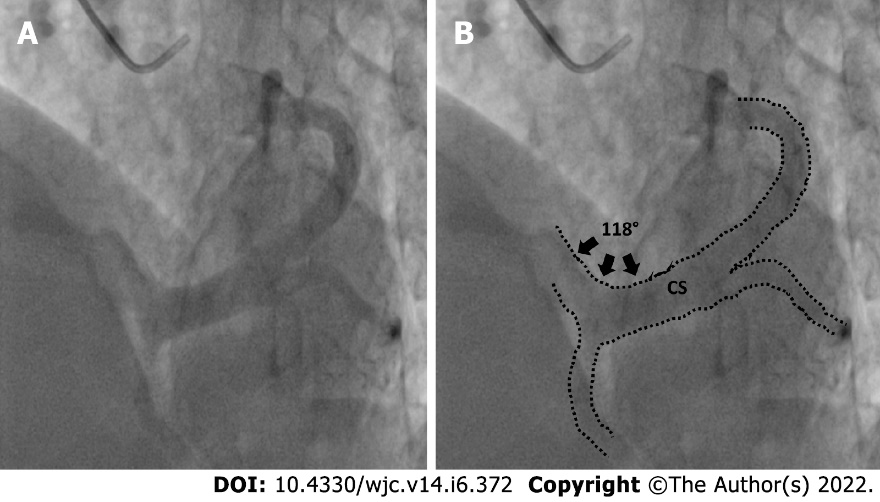 A
B
118°
CS
DOI: 10.4330/wjc.v14.i6.372 Copyright ©The Author(s) 2022.